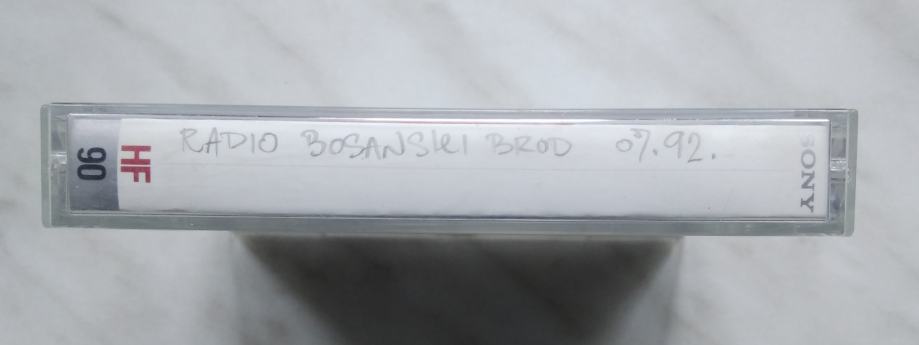 RADIO BOSANSKI BROD 07.92.
HF
90
SONY